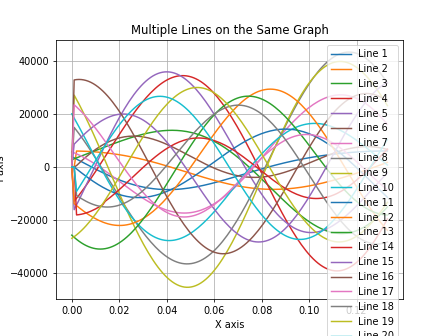 Multiple Lines on the Same Graph
40000
20000
0
−20000
−40000
0.00
0.02
0.04
0.06
0.08
0.10
X axis
Line 1
Line 2
Line 3
Line 4
Line 5
Line 6
Line 7
Line 8
Line 9
Line 10
Line 11
Line 12
Line 13
Line 14
Line 15
Line 16
Line 17
Line 18
Line 19
Line 20